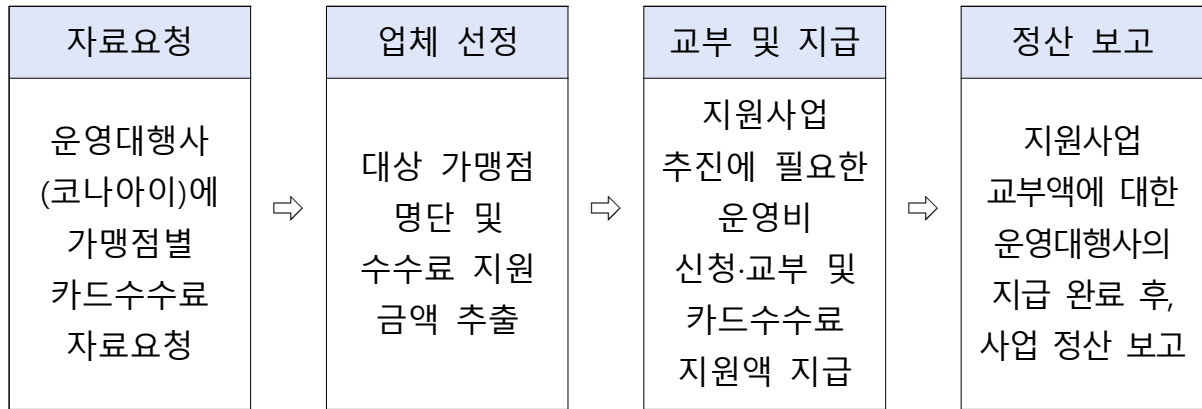 자료요청
운영대행사
(코나아이)에
가맹점별
카드수수료
자료요청
⇨
업체 선정
대상 가맹점
명단 및
수수료 지원
금액 추출
⇨
교부 및 지급
지원사업
추진에 필요한
운영비
신청·교부 및
카드수수료
지원액 지급
⇨
정산 보고
지원사업
교부액에 대한
운영대행사의
지급 완료 후,
사업 정산 보고